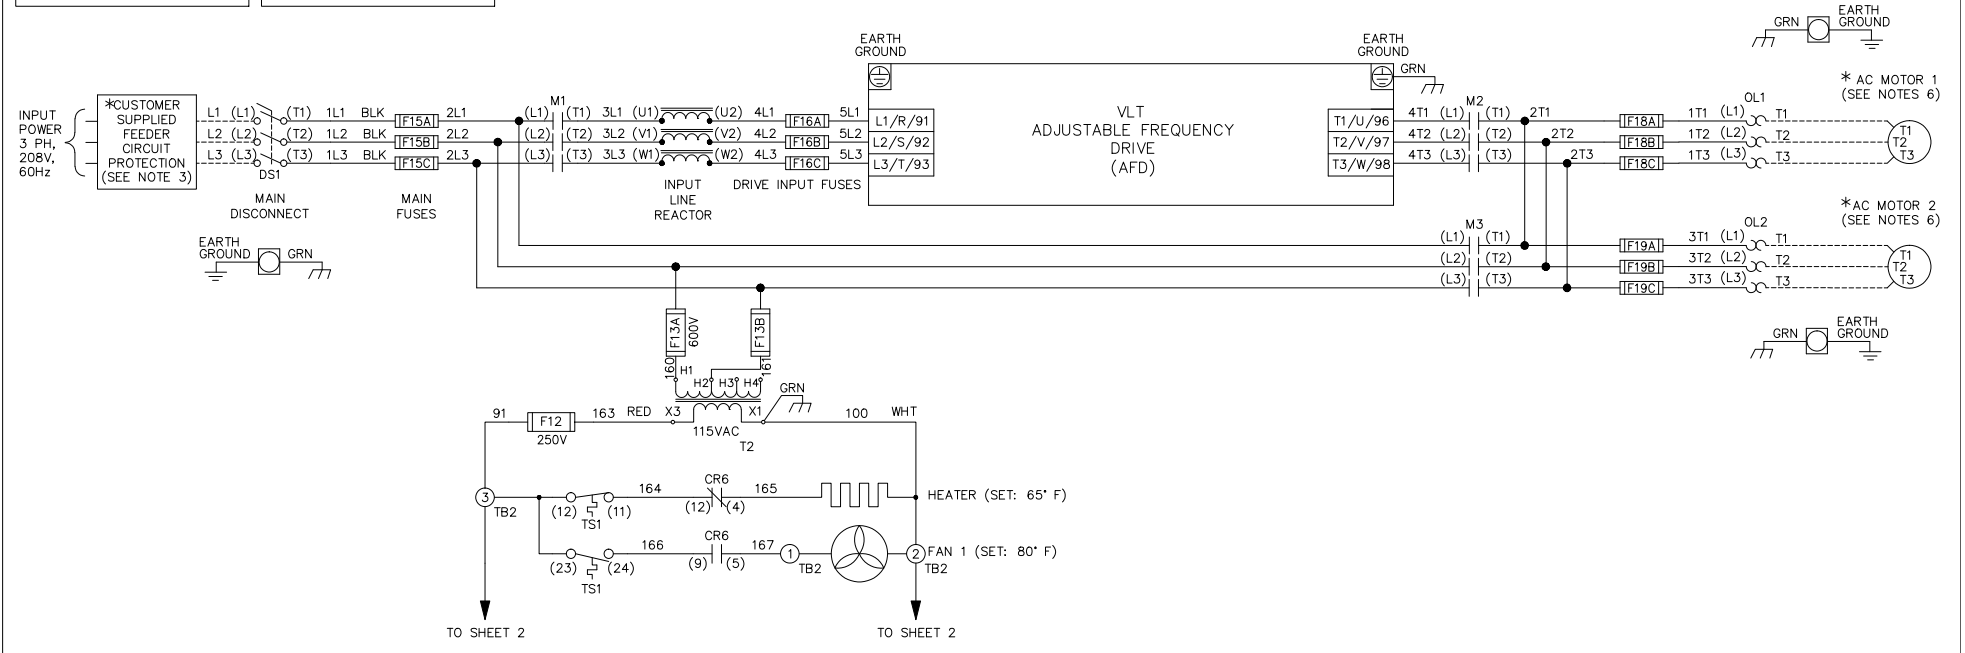 EARTH
GROUND
GRN
EARTH
GROUND
EARTH
GROUND
GRN
INPUT
POWER
3 PH,
208V,
60Hz
*CUSTOMER
SUPPLIED
FEEDER
CIRCUIT
PROTECTION
(SEE NOTE 3)
L1 (L1) (T1) 1L1 BLK F15A 2L1 (L1) M1 (T1) 3L1 (U1) (U2) 4L1 F16A 5L1 L1/R/91
L2 (L2) (T2) 1L2 BLK F15B 2L2 (L2) (T2) 3L2 (V1) (V2) 4L2 F16B 5L2 L2/S/92
L3 (L3) (T3) 1L3 BLK F15C 2L3 (L3) (T3) 3L3 (W1) (W2) 4L3 F16C 5L3 L3/T/93
DS1
MAIN
DISCONNECT
MAIN
FUSES
INPUT
LINE
REACTOR
DRIVE INPUT FUSES
VLT
ADJUSTABLE FREQUENCY
DRIVE
(AFD)
T1/U/96 4T1 (L1) M2 (T1) 2T1 F18A 1T1 (L1) OL1 T1
T2/V/97 4T2 (L2) (T2) 2T2 F18B 1T2 (L2) T2
T3/W/98 4T3 (L3) (T3) 2T3 F18C 1T3 (L3) T3
* AC MOTOR 1
(SEE NOTES 6)
T1
T2
T3
*AC MOTOR 2
(SEE NOTES 6)
EARTH
GROUND
GRN
(L1) M3 (T1) F19A 3T1 (L1) OL2 T1
(L2) (T2) F19B 3T2 (L2) T2
(L3) (T3) F19C 3T3 (L3) T3
T1
T2
T3
GRN
EARTH
GROUND
F13A
600V
F13B
160
161
H1 H2 H3 H4
GRN
91 F12 163 RED X3 X1 100 WHT
250V
115VAC
T2
3
TB2
(12) TS1 (11) 164 CR6 (12) (4) 165 HEATER (SET: 65° F)
(23) TS1 (24) 166 CR6 (9) (5) 167 1 TB2 2 TB2 FAN 1 (SET: 80° F)
TO SHEET 2
TO SHEET 2